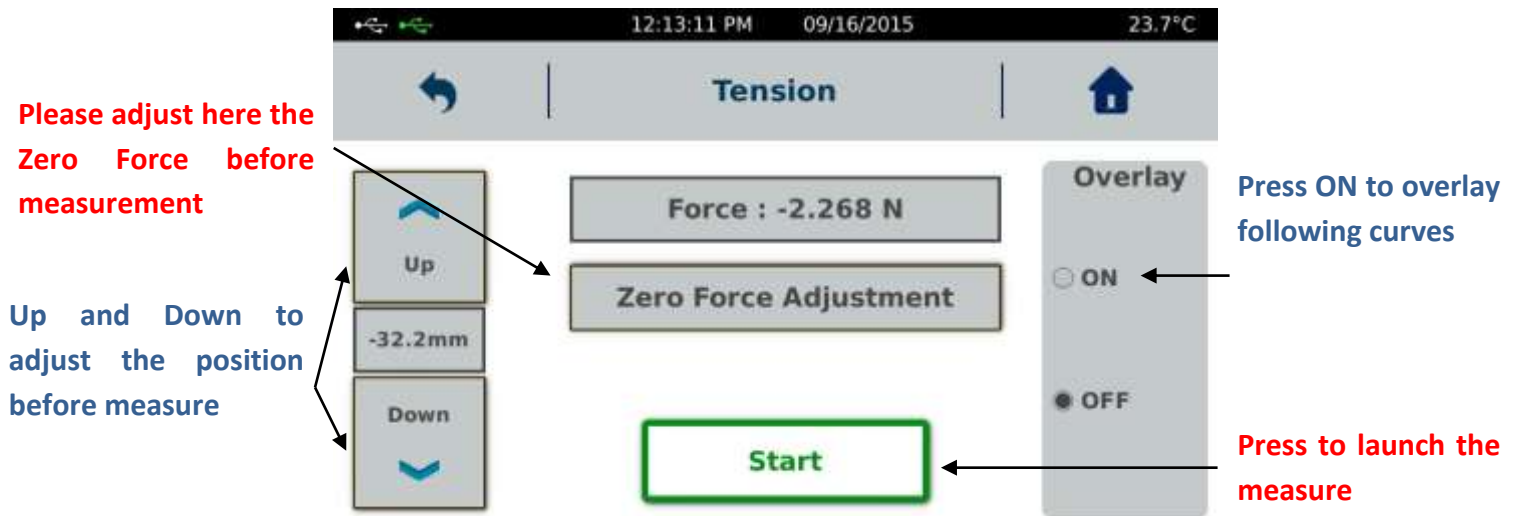 12:13:11 PM 09/16/2015 23.7°C
Tension
Please adjust here the
Zero Force before
measurement
Up and Down to
adjust the position
before measure
Up
-32.2mm
Down
Force : -2.268 N
Zero Force Adjustment
Start
Overlay
ON
OFF
Press ON to overlay
following curves
Press to launch the
measure